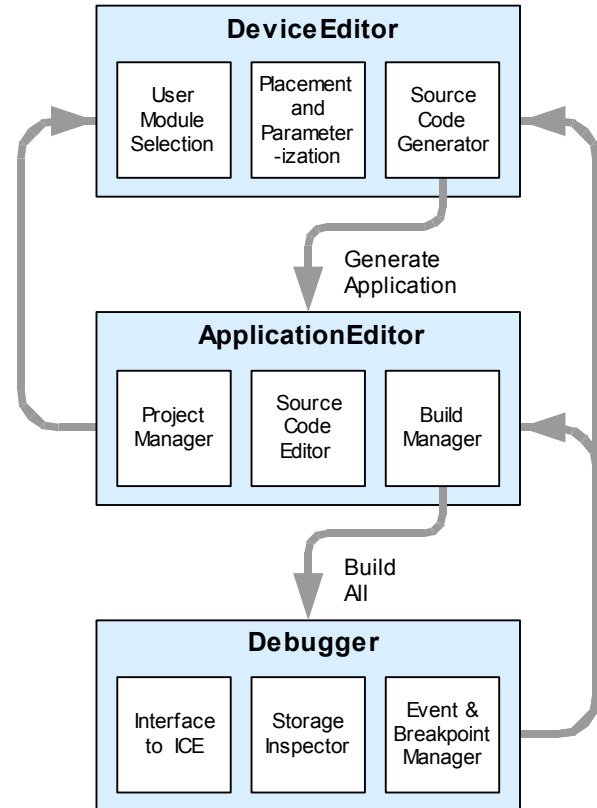 DeviceEditor
User
Module
Selection
Placement
and
Parameter
-ization
Source
Code
Generator
Generate
Application
ApplicationEditor
Project
Manager
Source
Code
Editor
Build
Manager
Build
All
Debugger
Interface
to ICE
Storage
Inspector
Event &
Breakpoint
Manager